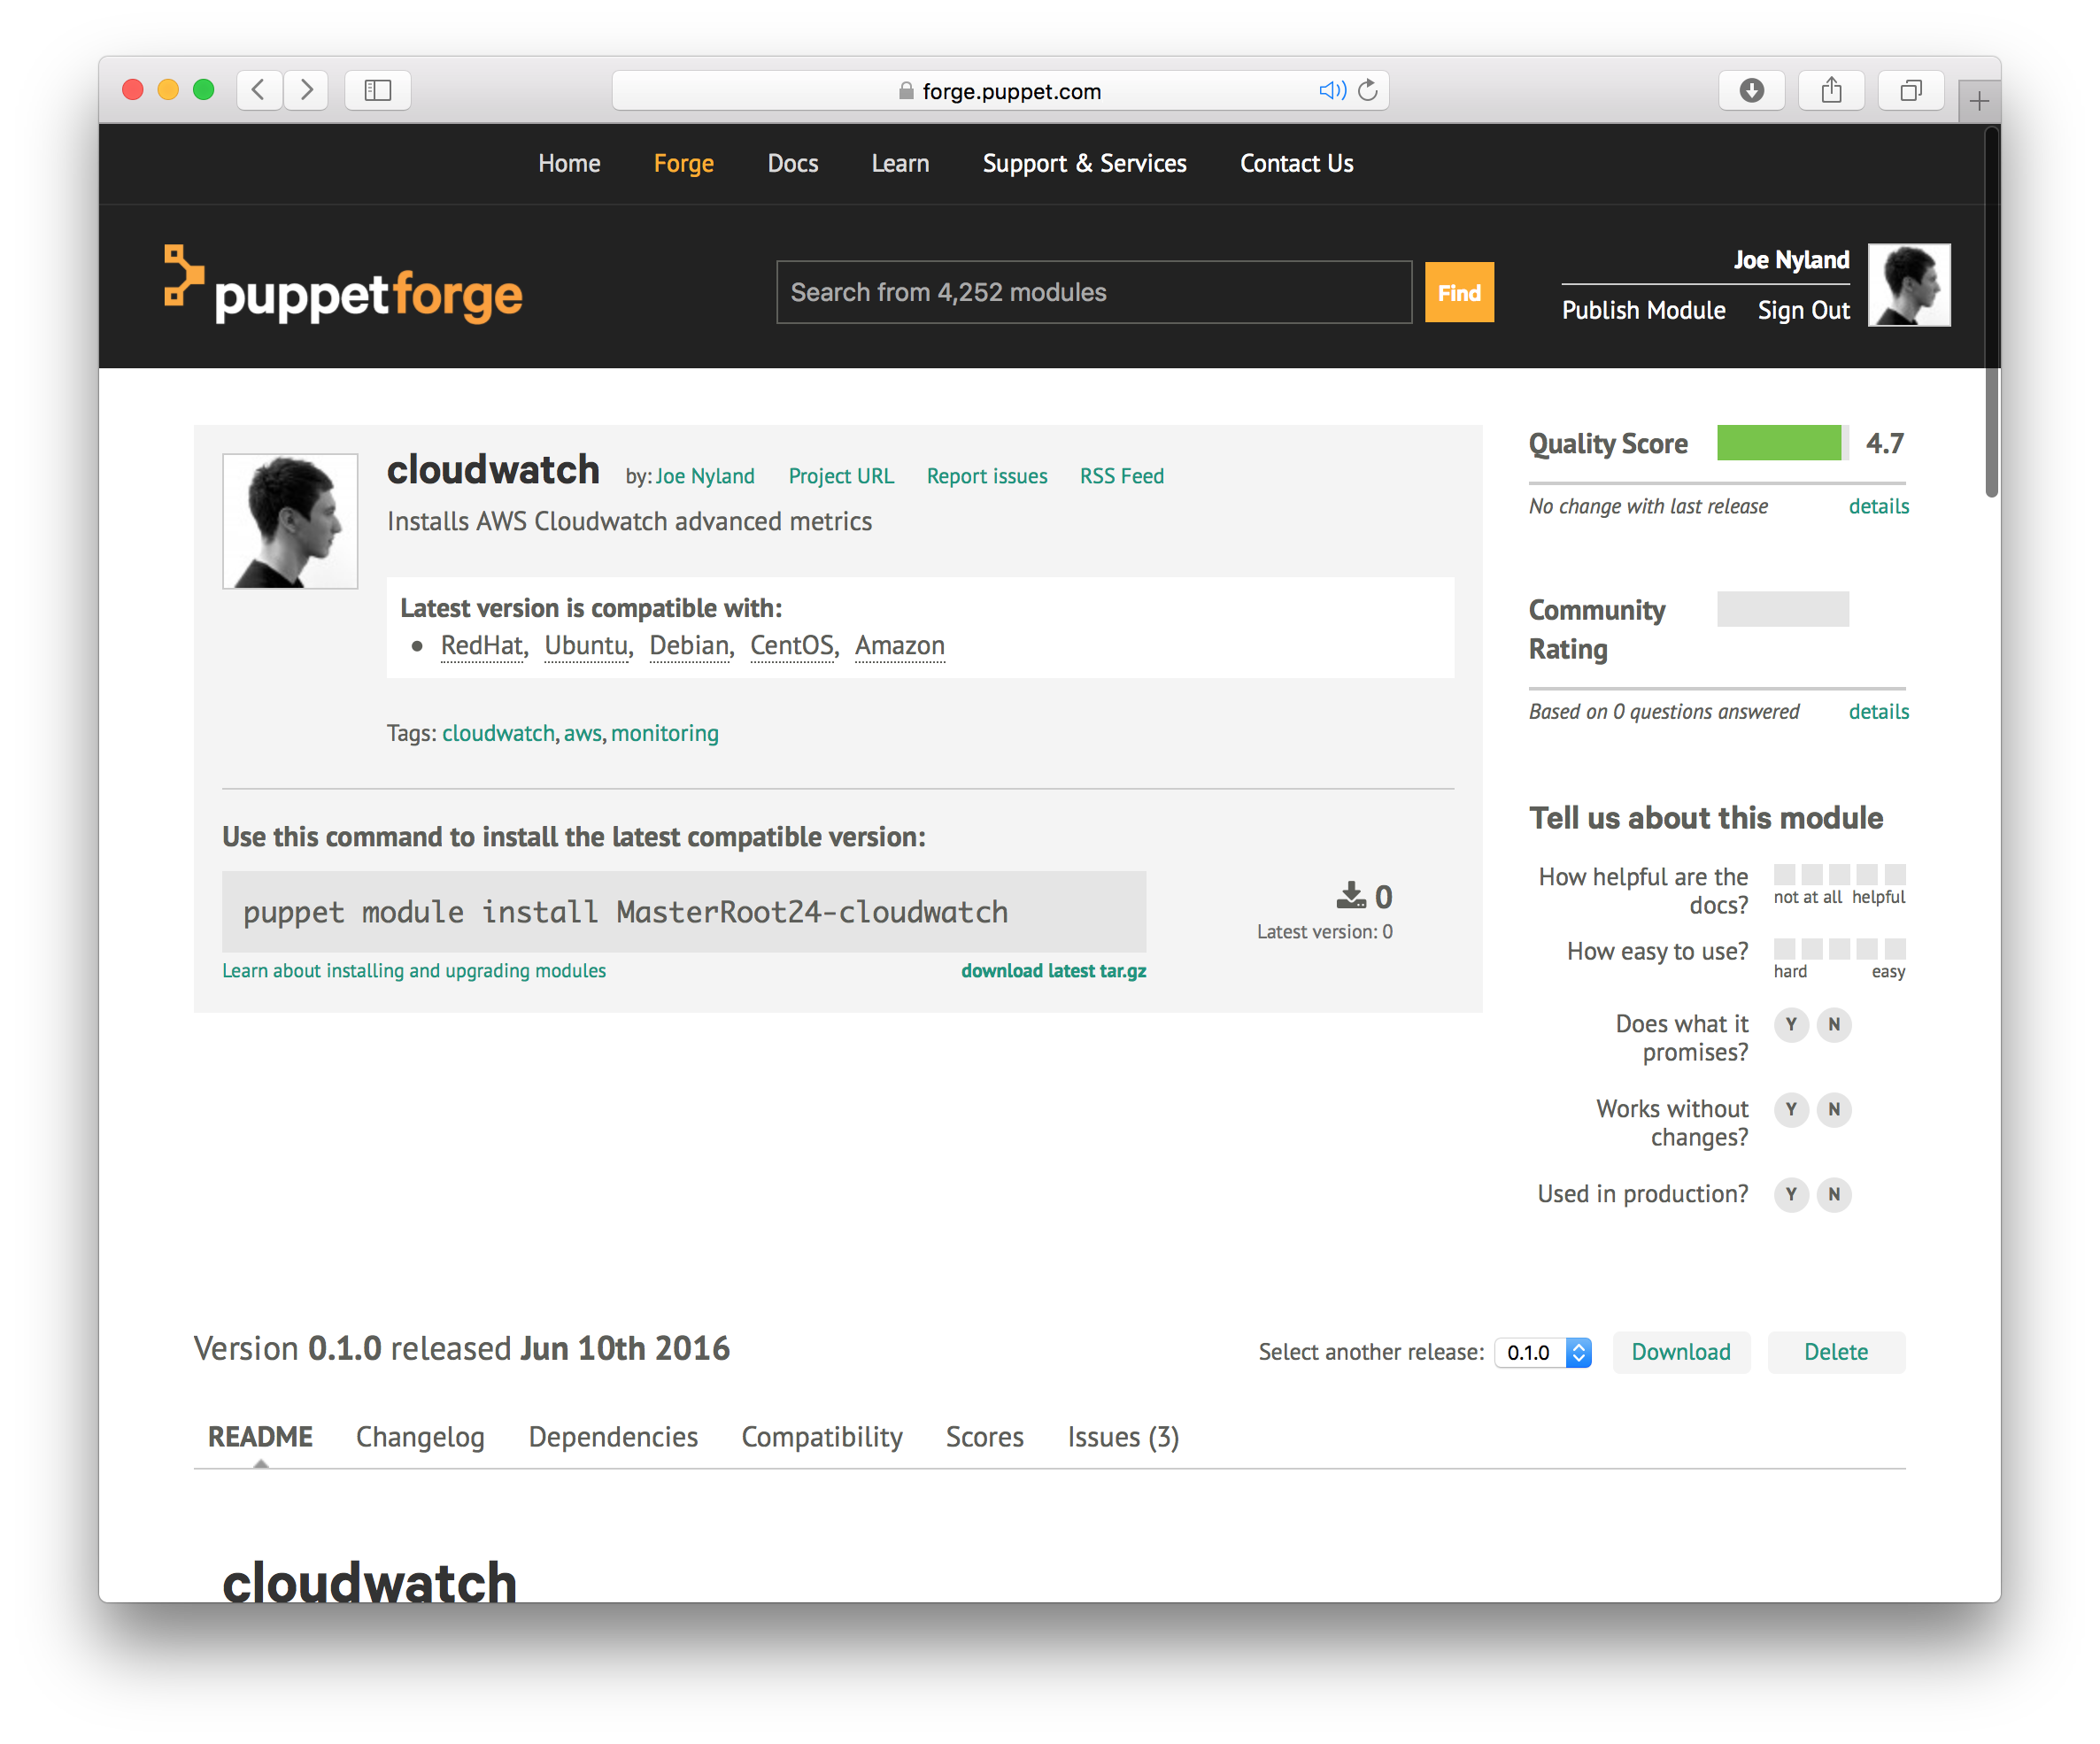 forge.puppet.com
Home Forge Docs Learn Support & Services Contact Us
puppetforge
Search from 4,252 modules
Find
Joe Nyland
Publish Module Sign Out
cloudwatch by: Joe Nyland Project URL Report issues RSS Feed
Installs AWS Cloudwatch advanced metrics
Latest version is compatible with:
RedHat, Ubuntu, Debian, CentOS, Amazon
Tags: cloudwatch, aws, monitoring
Use this command to install the latest compatible version:
puppet module install MasterRoot24-cloudwatch
0
Latest version: 0
Learn about installing and upgrading modules
download latest tar.gz
Quality Score 4.7
No change with last release details
Community
Rating
Based on 0 questions answered details
Tell us about this module
How helpful are the
docs?
not at all helpful
How easy to use?
hard easy
Does what it
promises?
Y N
Works without
changes?
Y N
Used in production?
Y N
Version 0.1.0 released Jun 10th 2016
Select another release: 0.1.0 Download Delete
README Changelog Dependencies Compatibility Scores Issues (3)
cloudwatch